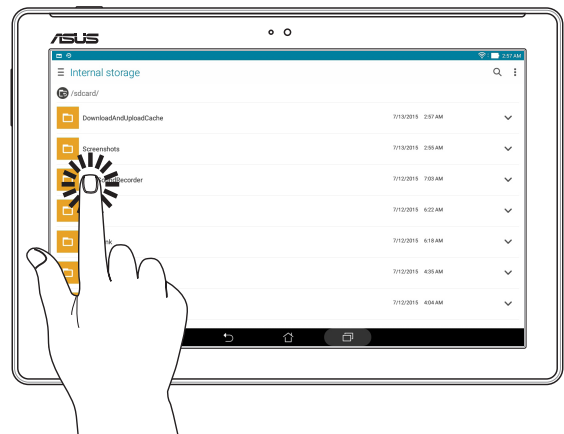 ASUS
2:57 AM
Internal storage
/sdcard/
DownloadAndUploadCache 7/13/2015 2:57 AM
Screenshots 7/13/2015 2:55 AM
7/12/2015 7:03 AM
7/12/2015 6:22 AM
7/12/2015 6:18 AM
7/12/2015 4:35 AM
7/12/2015 4:04 AM